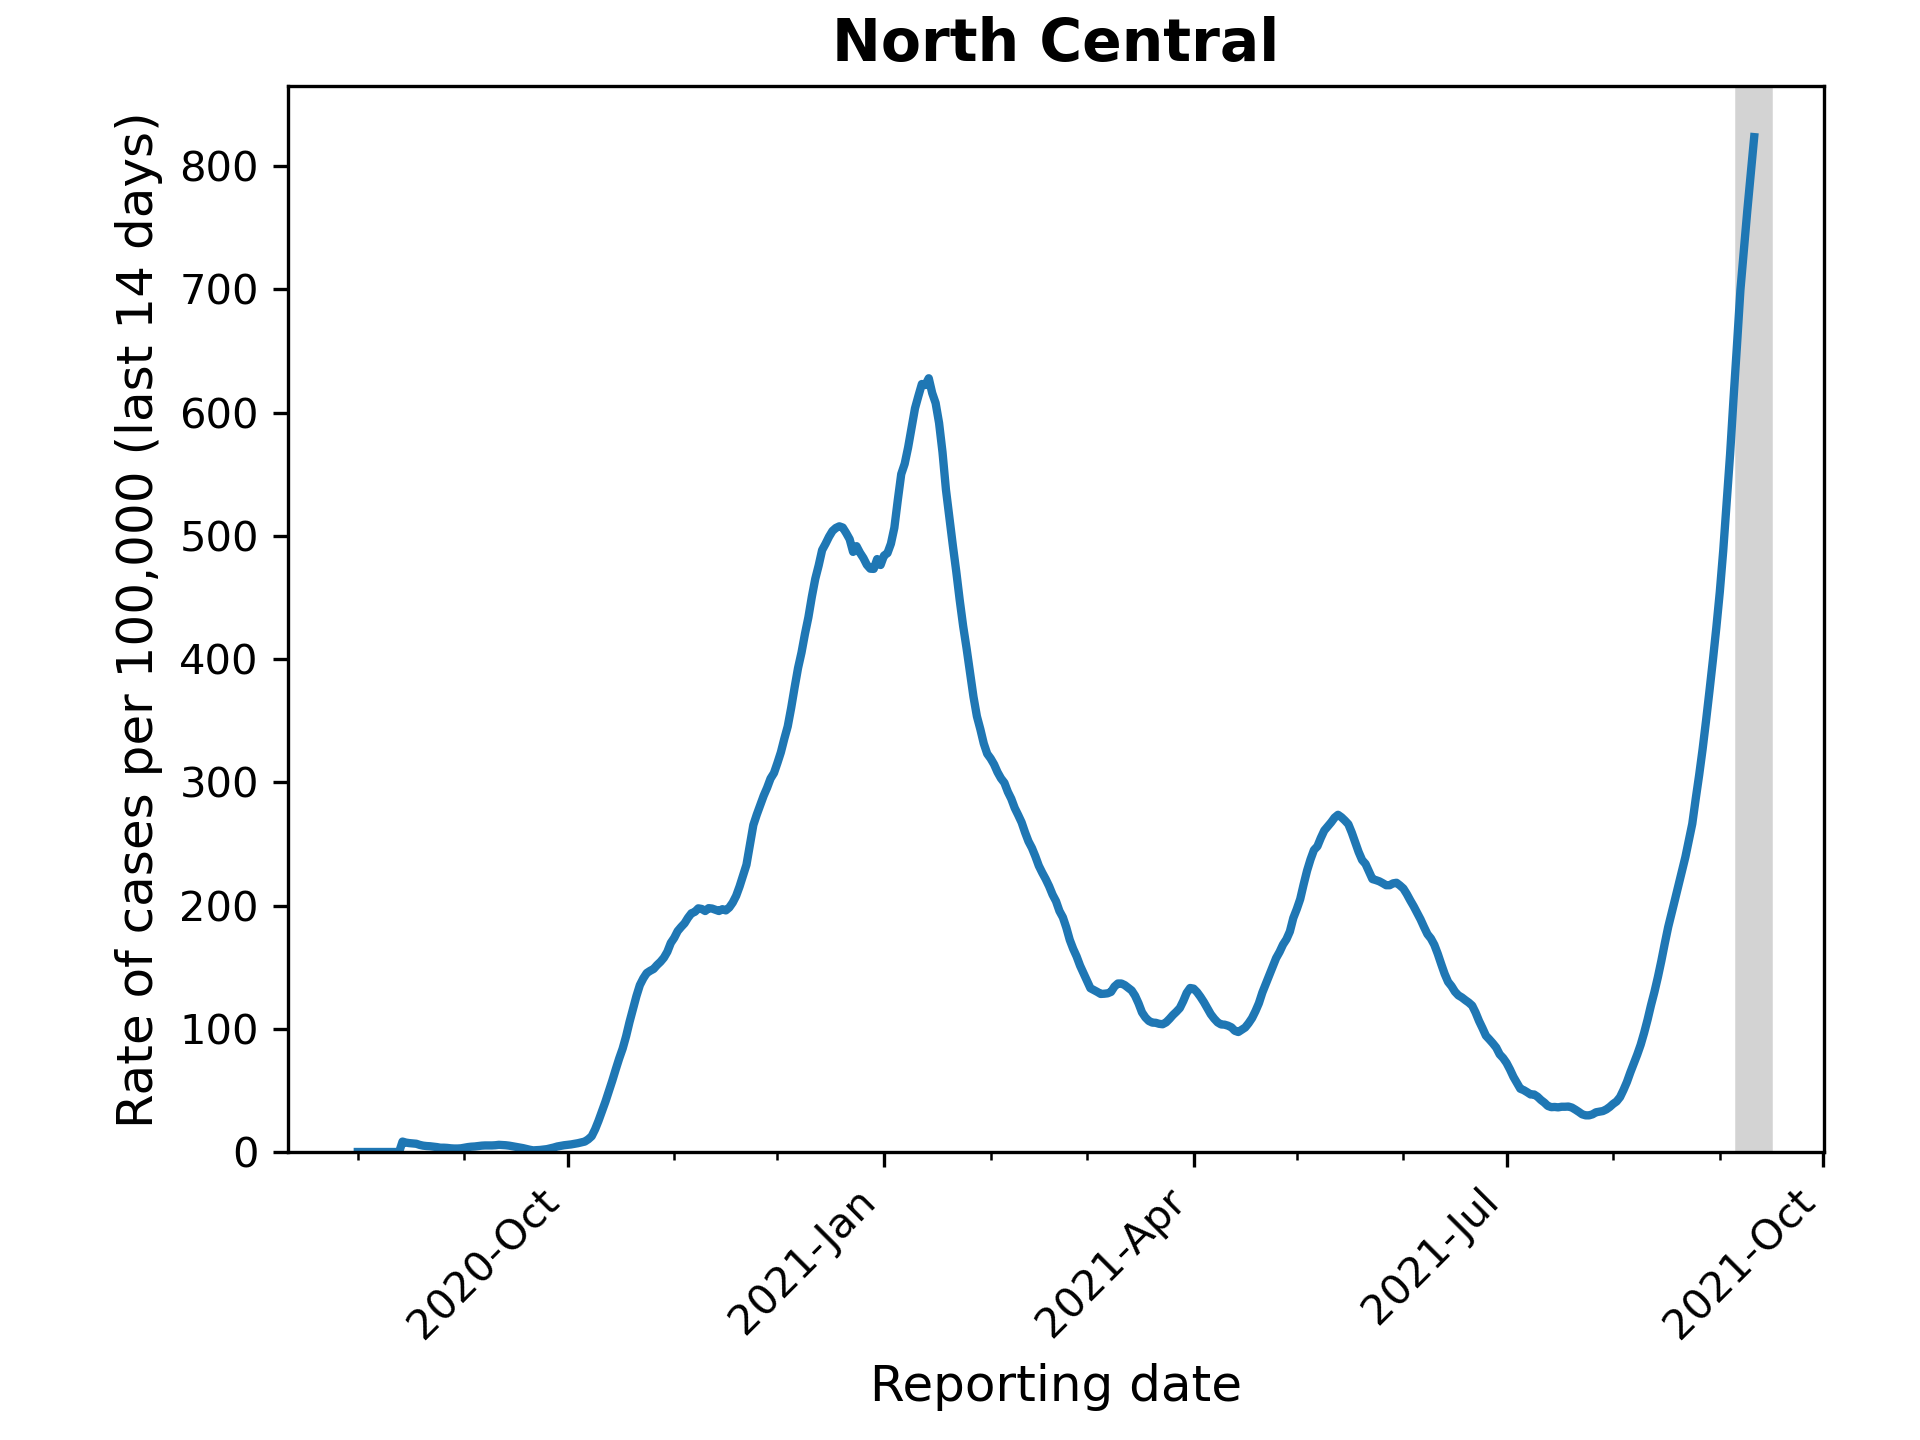 North Central
Rate of cases per 100,000 (last 14 days)
800
700
600
500
400
300
200
100
0
2020-Oct
2021-Jan
2021-Apr
2021-Jul
2021-Oct
Reporting date